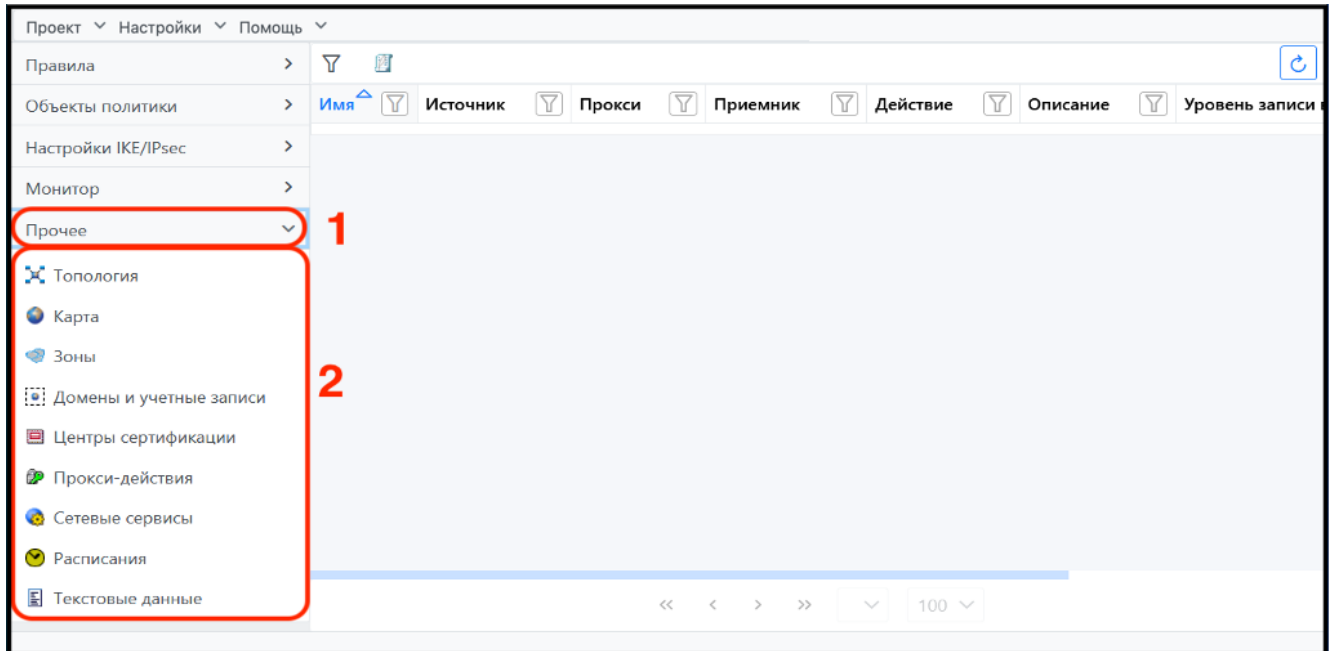 Проект Настройки Помощь
Правила
Объекты политики
Имя Источник Прокси Приемник Действие Описание Уровень записи
Настройки IKE/IPsec
Монитор
Прочее
1
Топология
Карта
Зоны
2
Домены и учетные записи
Центры сертификации
Прокси-действия
Сетевые сервисы
Расписания
Текстовые данные
<< < > >> 100